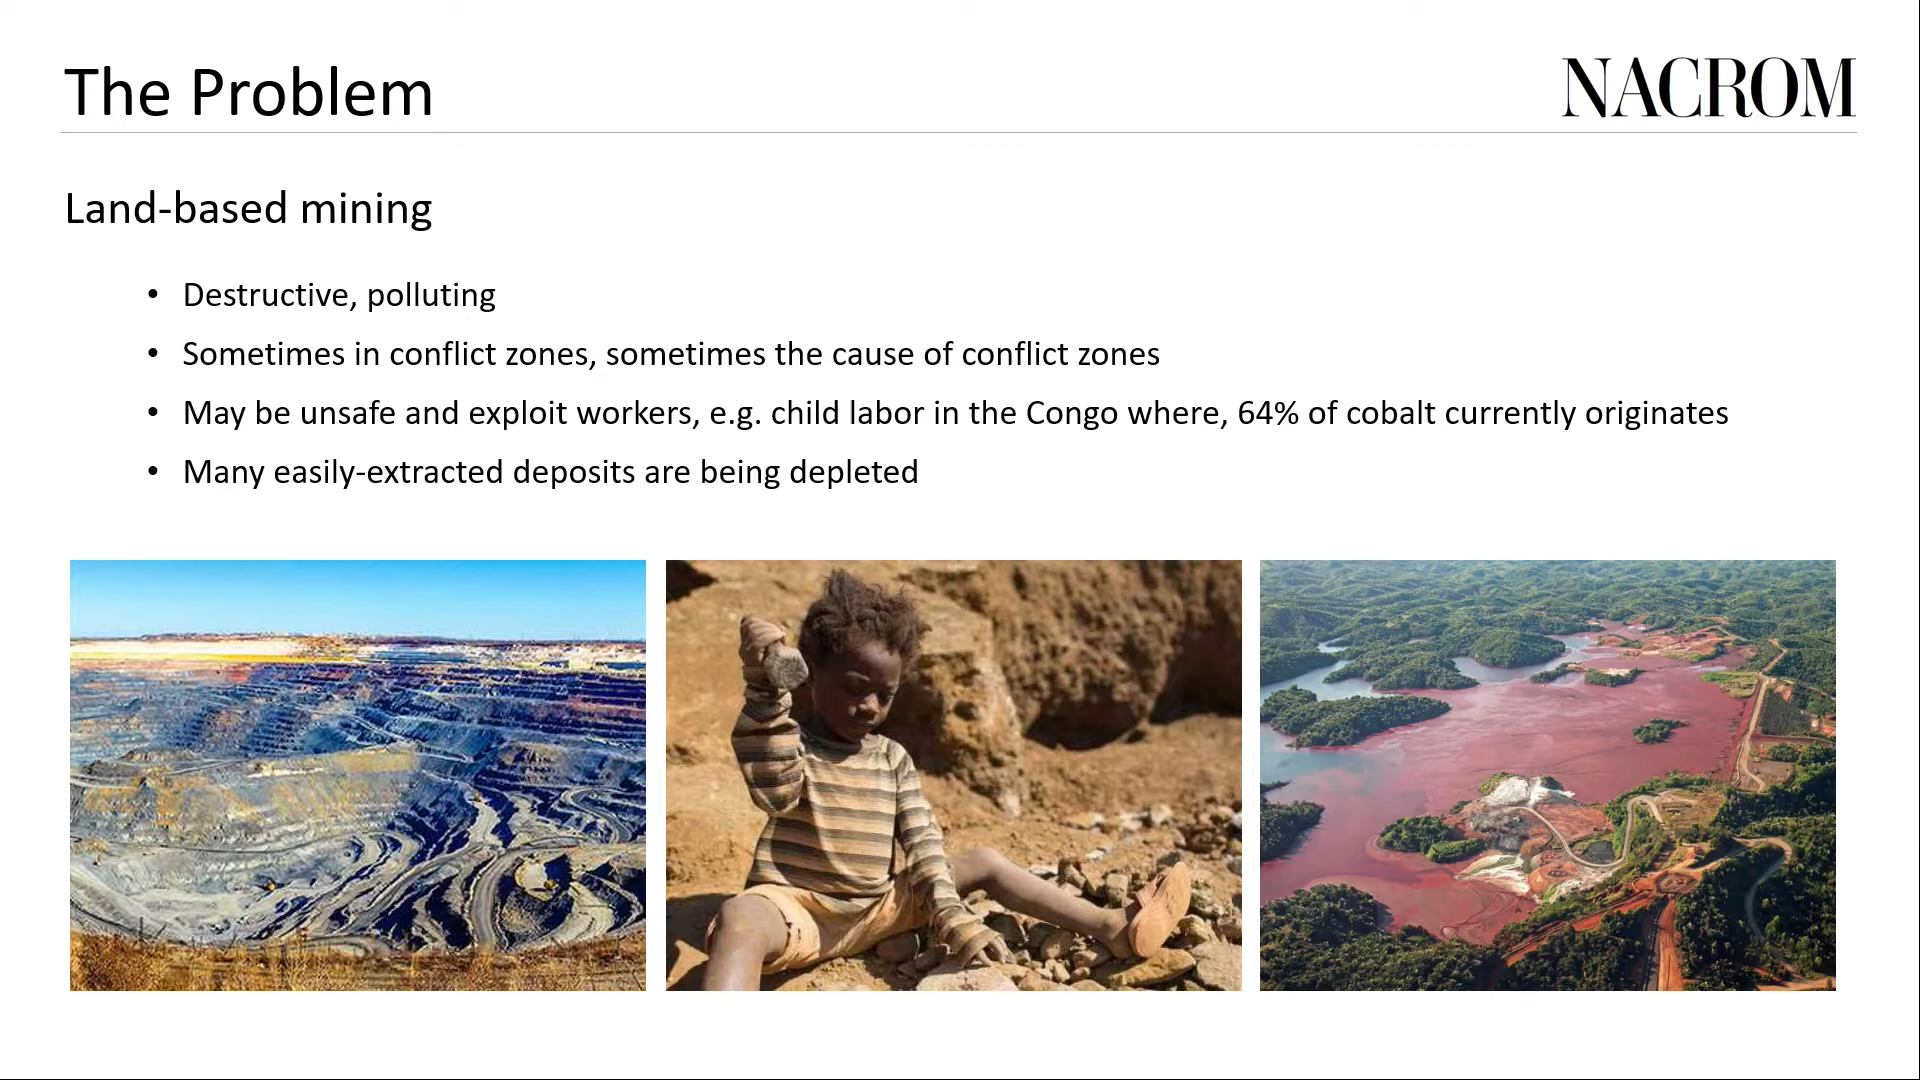 The Problem
NACROM
Land-based mining
• Destructive, polluting
• Sometimes in conflict zones, sometimes the cause of conflict zones
• May be unsafe and exploit workers, e.g. child labor in the Congo where, 64% of cobalt currently originates
• Many easily-extracted deposits are being depleted